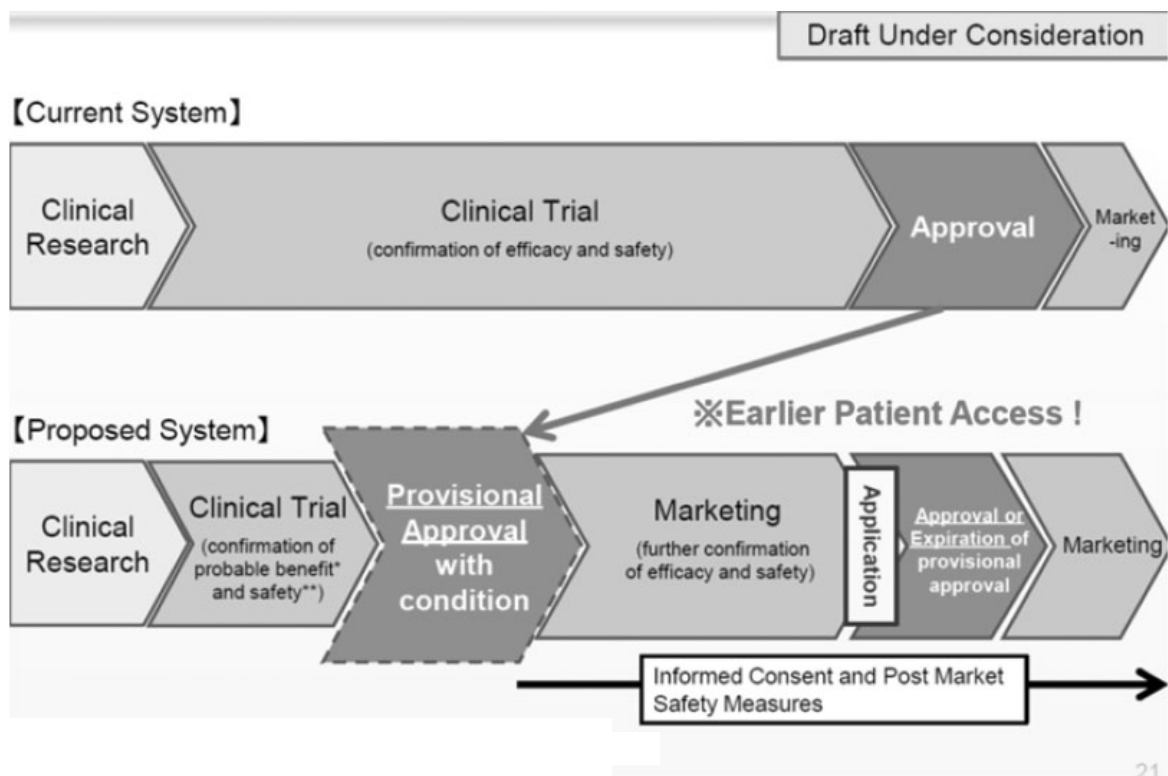 Draft Under Consideration
【Current System】
Clinical
Research
Clinical Trial
(confirmation of efficacy and safety)
Approval
Market
-ing
※Earlier Patient Access !
【Proposed System】
Clinical
Research
Clinical Trial
(confirmation of
probable benefit*
and safety**)
Provisional
Approval
with
condition
Marketing
(further confirmation
of efficacy and safety)
Application
Approval or
Expiration of
provisional
approval
Marketing
Informed Consent and Post Market
Safety Measures
21